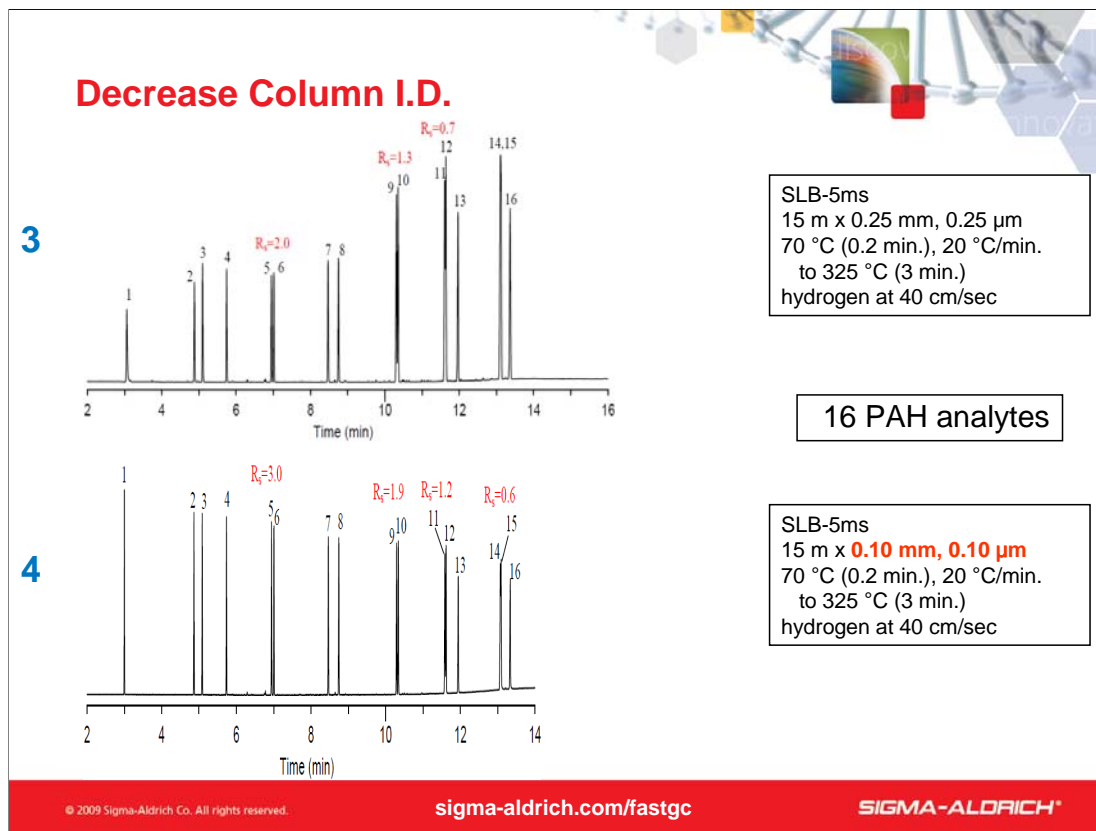 discov
innova
Decrease Column I.D.
3
Rs=0.7
12
14,15
Rs=1.3
10
11
9
13
16
3
Rs=2.0
4
7 8
2
5 6
1
2 4 6 8 10 12 14 16
Time (min)
SLB-5ms
15 m x 0.25 mm, 0.25 µm
70 °C (0.2 min.), 20 °C/min.
to 325 °C (3 min.)
hydrogen at 40 cm/sec
16 PAH analytes
4
1
Rs=3.0
Rs=1.9 Rs=1.2 Rs=0.6
2 3 4
5
6
7 8
9 10
11
12
13
14
15
16
2 4 6 8 10 12 14
Time (min)
SLB-5ms
15 m x 0.10 mm, 0.10 µm
70 °C (0.2 min.), 20 °C/min.
to 325 °C (3 min.)
hydrogen at 40 cm/sec
© 2009 Sigma-Aldrich Co. All rights reserved.
sigma-aldrich.com/fastgc
SIGMA-ALDRICH®